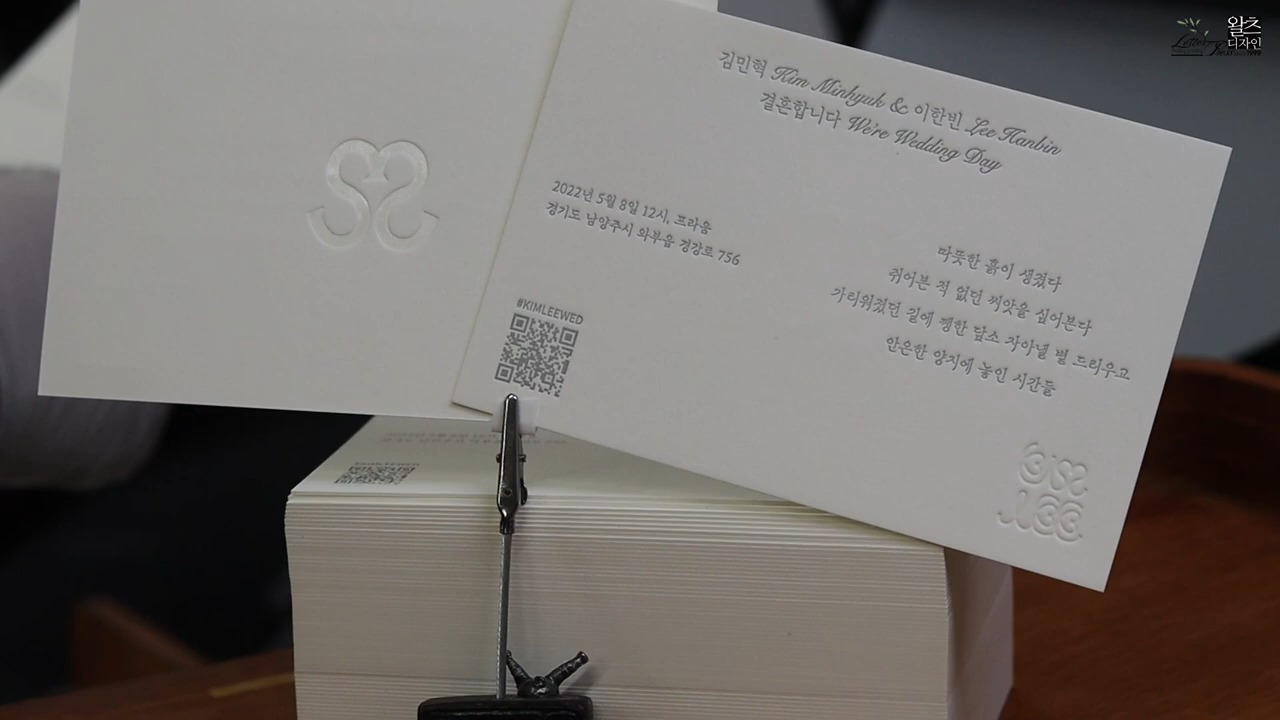 왈츠
디자인
김민혁 Kim Minhyuk & 이한빈 Lee Hanbin
결혼합니다 We're Wedding Day
2022년 5월 8일 12시, 프라움
경기도 남양주시 와부읍 경강로 756
따뜻한 흙이 생겼다
쥐어본 적 없던 씨앗을 심어본다
가리워졌던 길에 쨍한 담소 자아낼 볕 드리우고
안온한 양지에 놓인 시간들
#KIMLEEWED